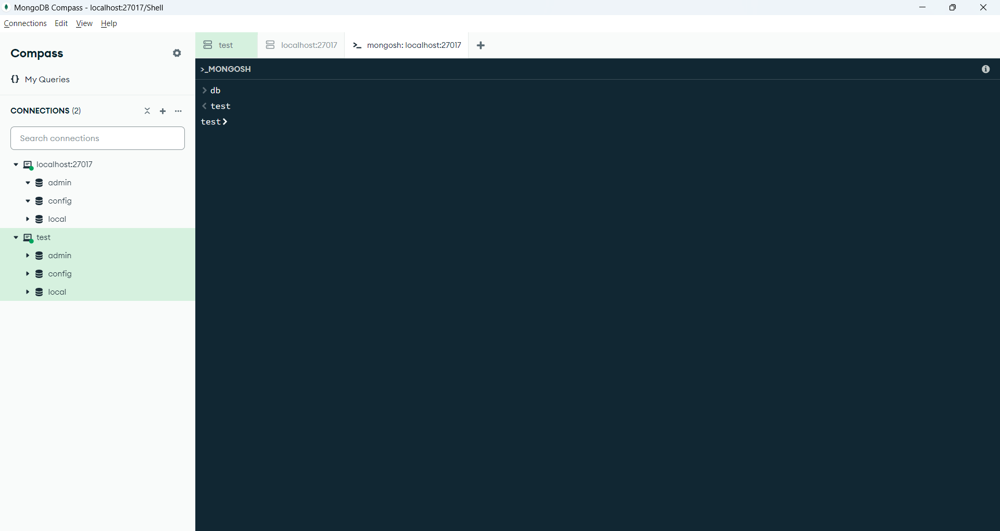 MongoDB Compass - localhost:27017/Shell
Connections Edit View Help
Compass
{} My Queries
CONNECTIONS (2)
Search connections
localhost:27017
admin
config
local
test
admin
config
local
test
localhost:27017
>_ mongosh: localhost:27017
>_MONGOSH
> db
< test
test>